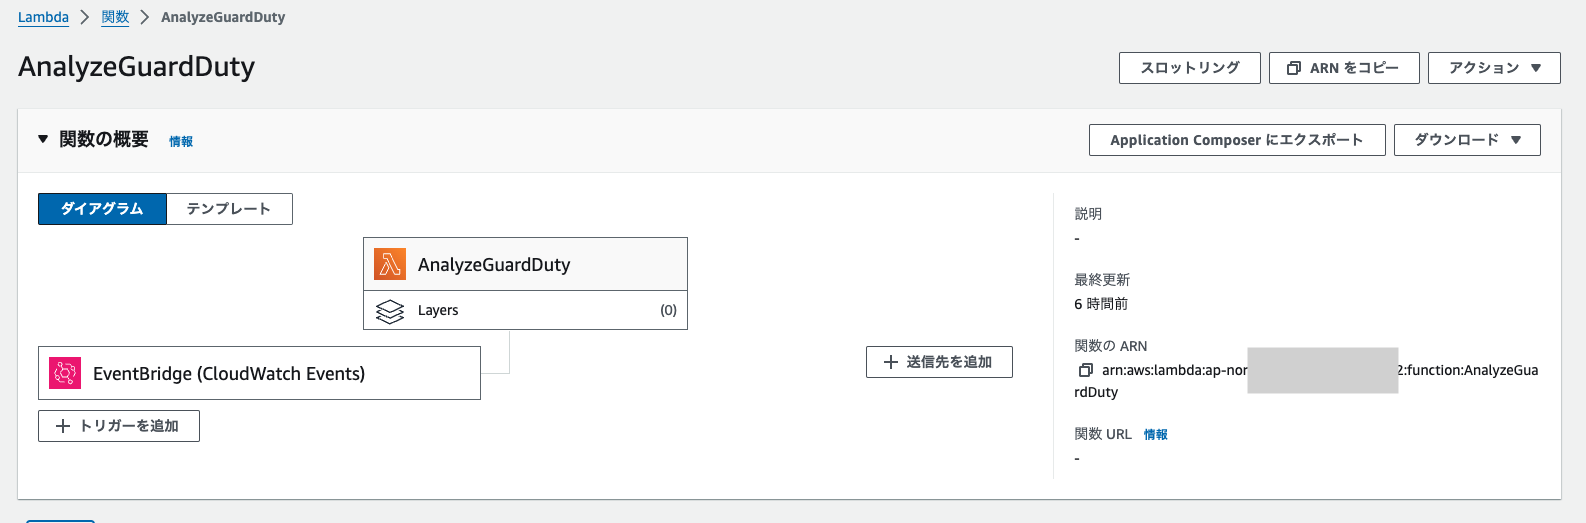 Lambda > 関数 > AnalyzeGuardDuty
AnalyzeGuardDuty
スロットリング
ARN をコピー
アクション ▼
▼ 関数の概要 情報
Application Composer にエクスポート
ダウンロード ▼
ダイアグラム
テンプレート
AnalyzeGuardDuty
Layers (0)
EventBridge (CloudWatch Events)
+ トリガーを追加
+ 送信先を追加
説明
-
最終更新
6 時間前
関数の ARN
arn:aws:lambda:ap-nor 2:function:AnalyzeGua
rdDuty
関数 URL 情報
-